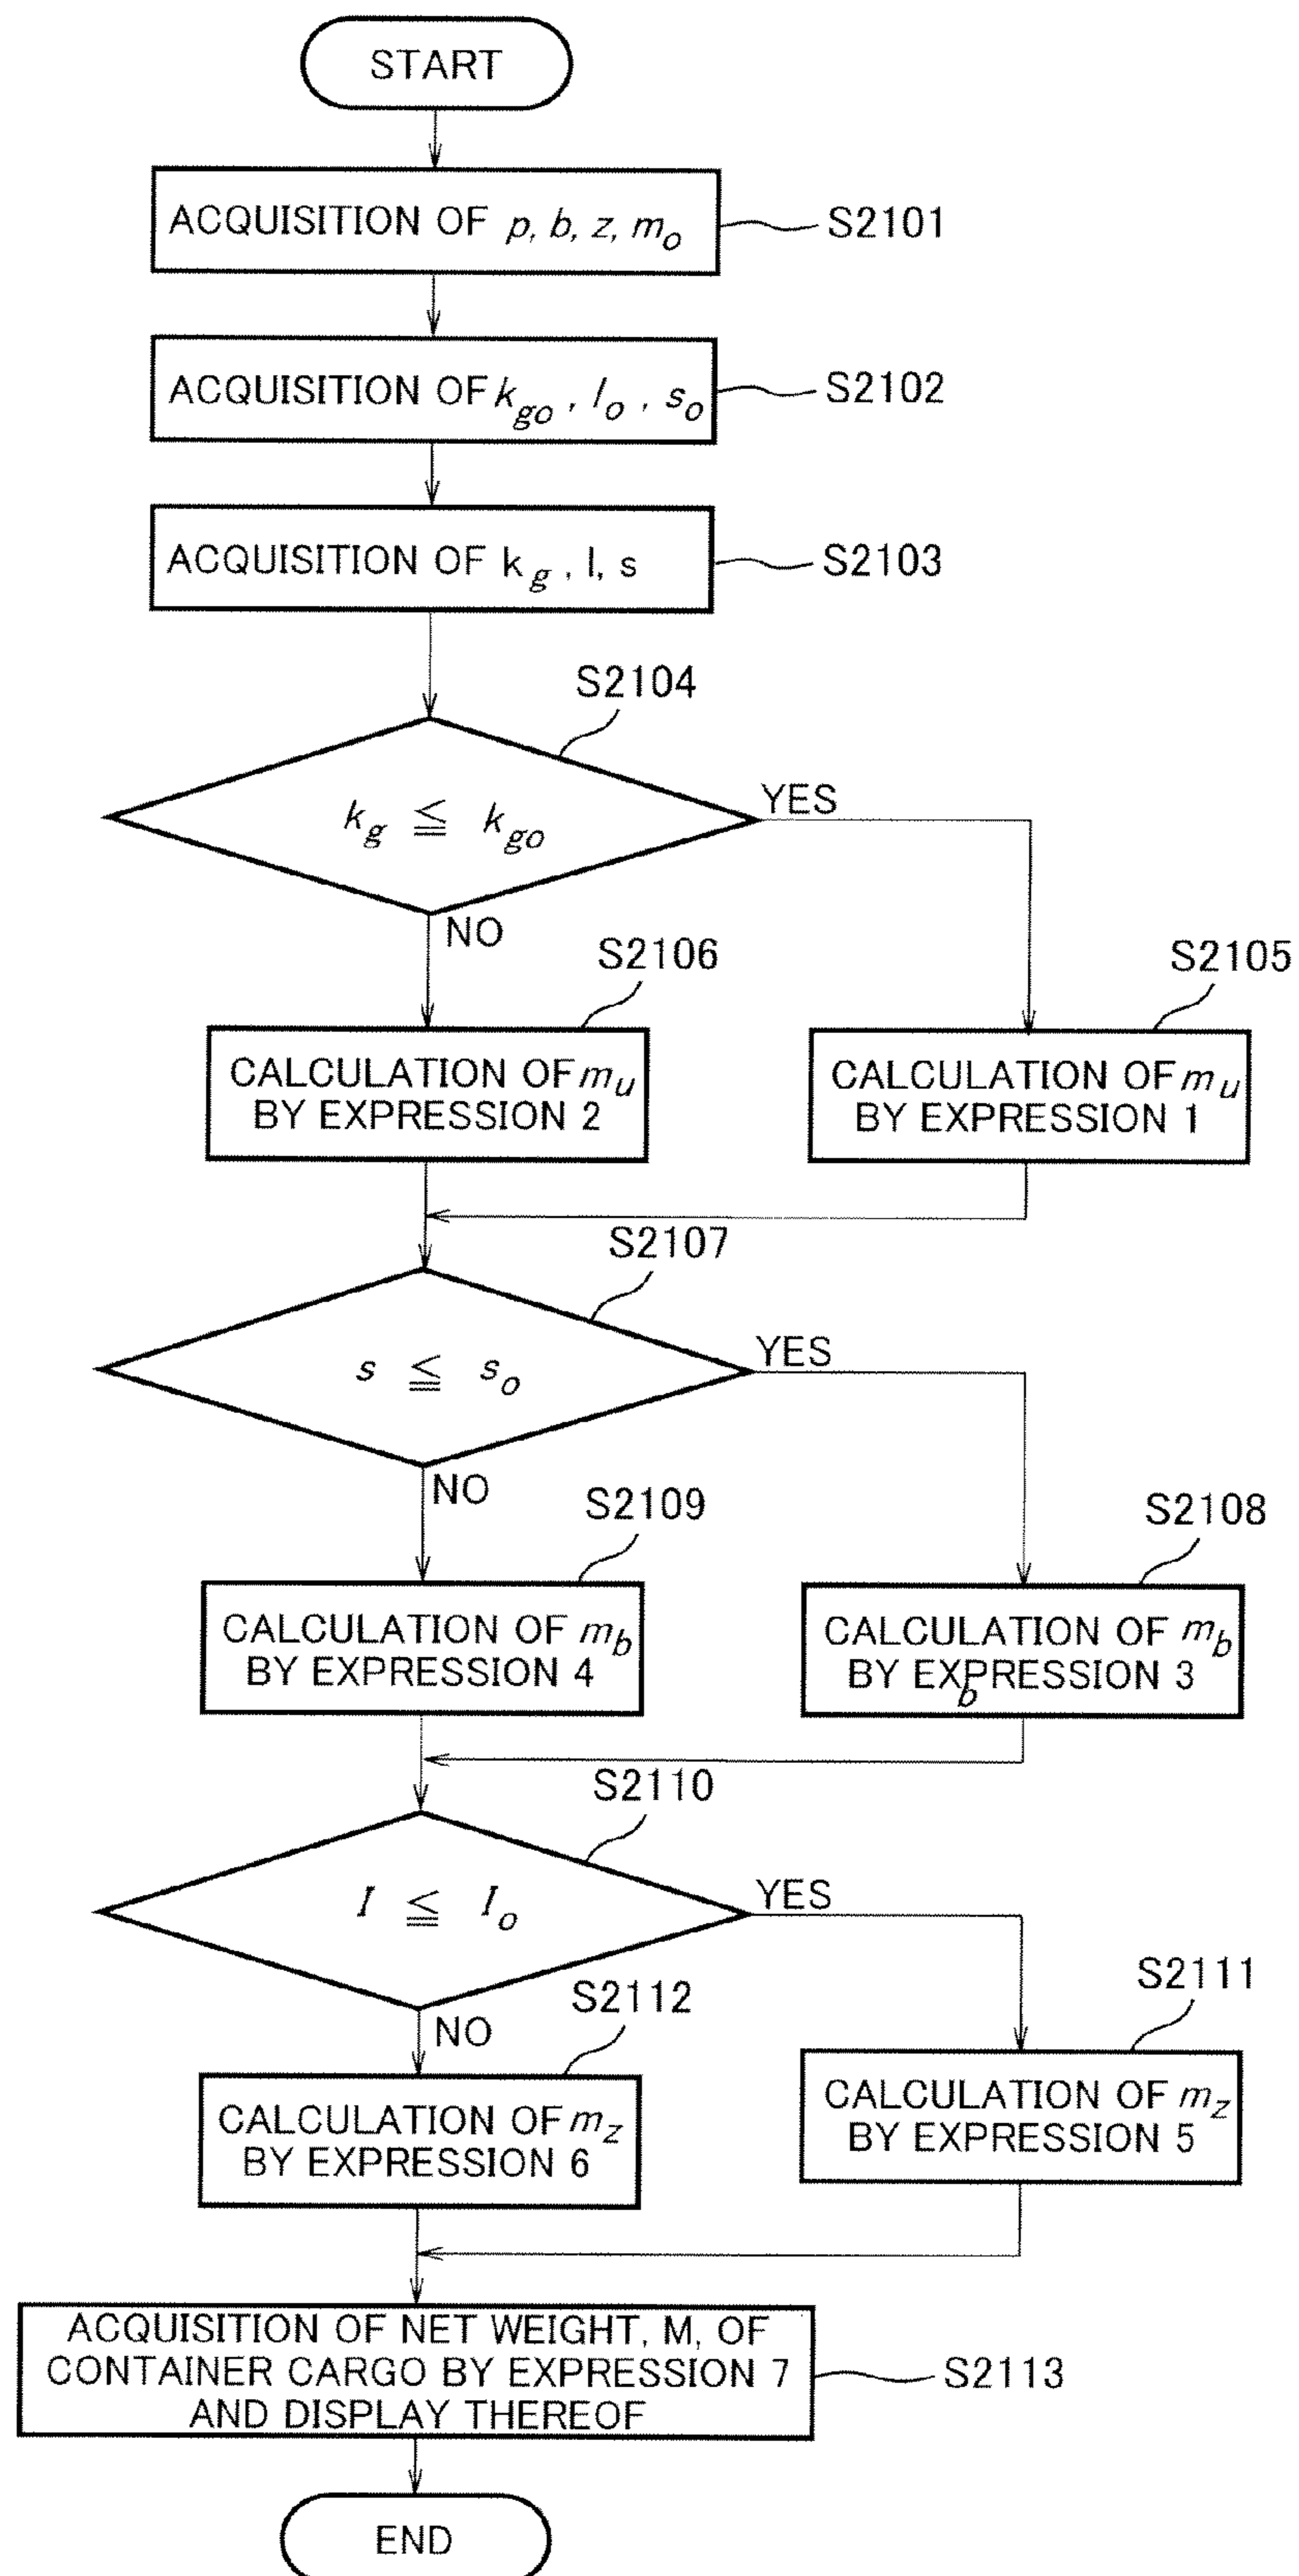 START
ACQUISITION OF p, b, z, m_o
S2101
ACQUISITION OF k_go , l_o , s_o
S2102
ACQUISITION OF k_g , l, s
S2103
S2104
k_g ≦ k_go
YES
NO
S2106
S2105
CALCULATION OF m_u
BY EXPRESSION 2
CALCULATION OF m_u
BY EXPRESSION 1
S2107
s ≦ s_o
YES
NO
S2109
S2108
CALCULATION OF m_b
BY EXPRESSION 4
CALCULATION OF m_b
BY EXPRESSION 3
b
S2110
I ≦ I_o
YES
NO
S2112
S2111
CALCULATION OF m_z
BY EXPRESSION 6
CALCULATION OF m_z
BY EXPRESSION 5
ACQUISITION OF NET WEIGHT, M, OF
CONTAINER CARGO BY EXPRESSION 7
AND DISPLAY THEREOF
S2113
END